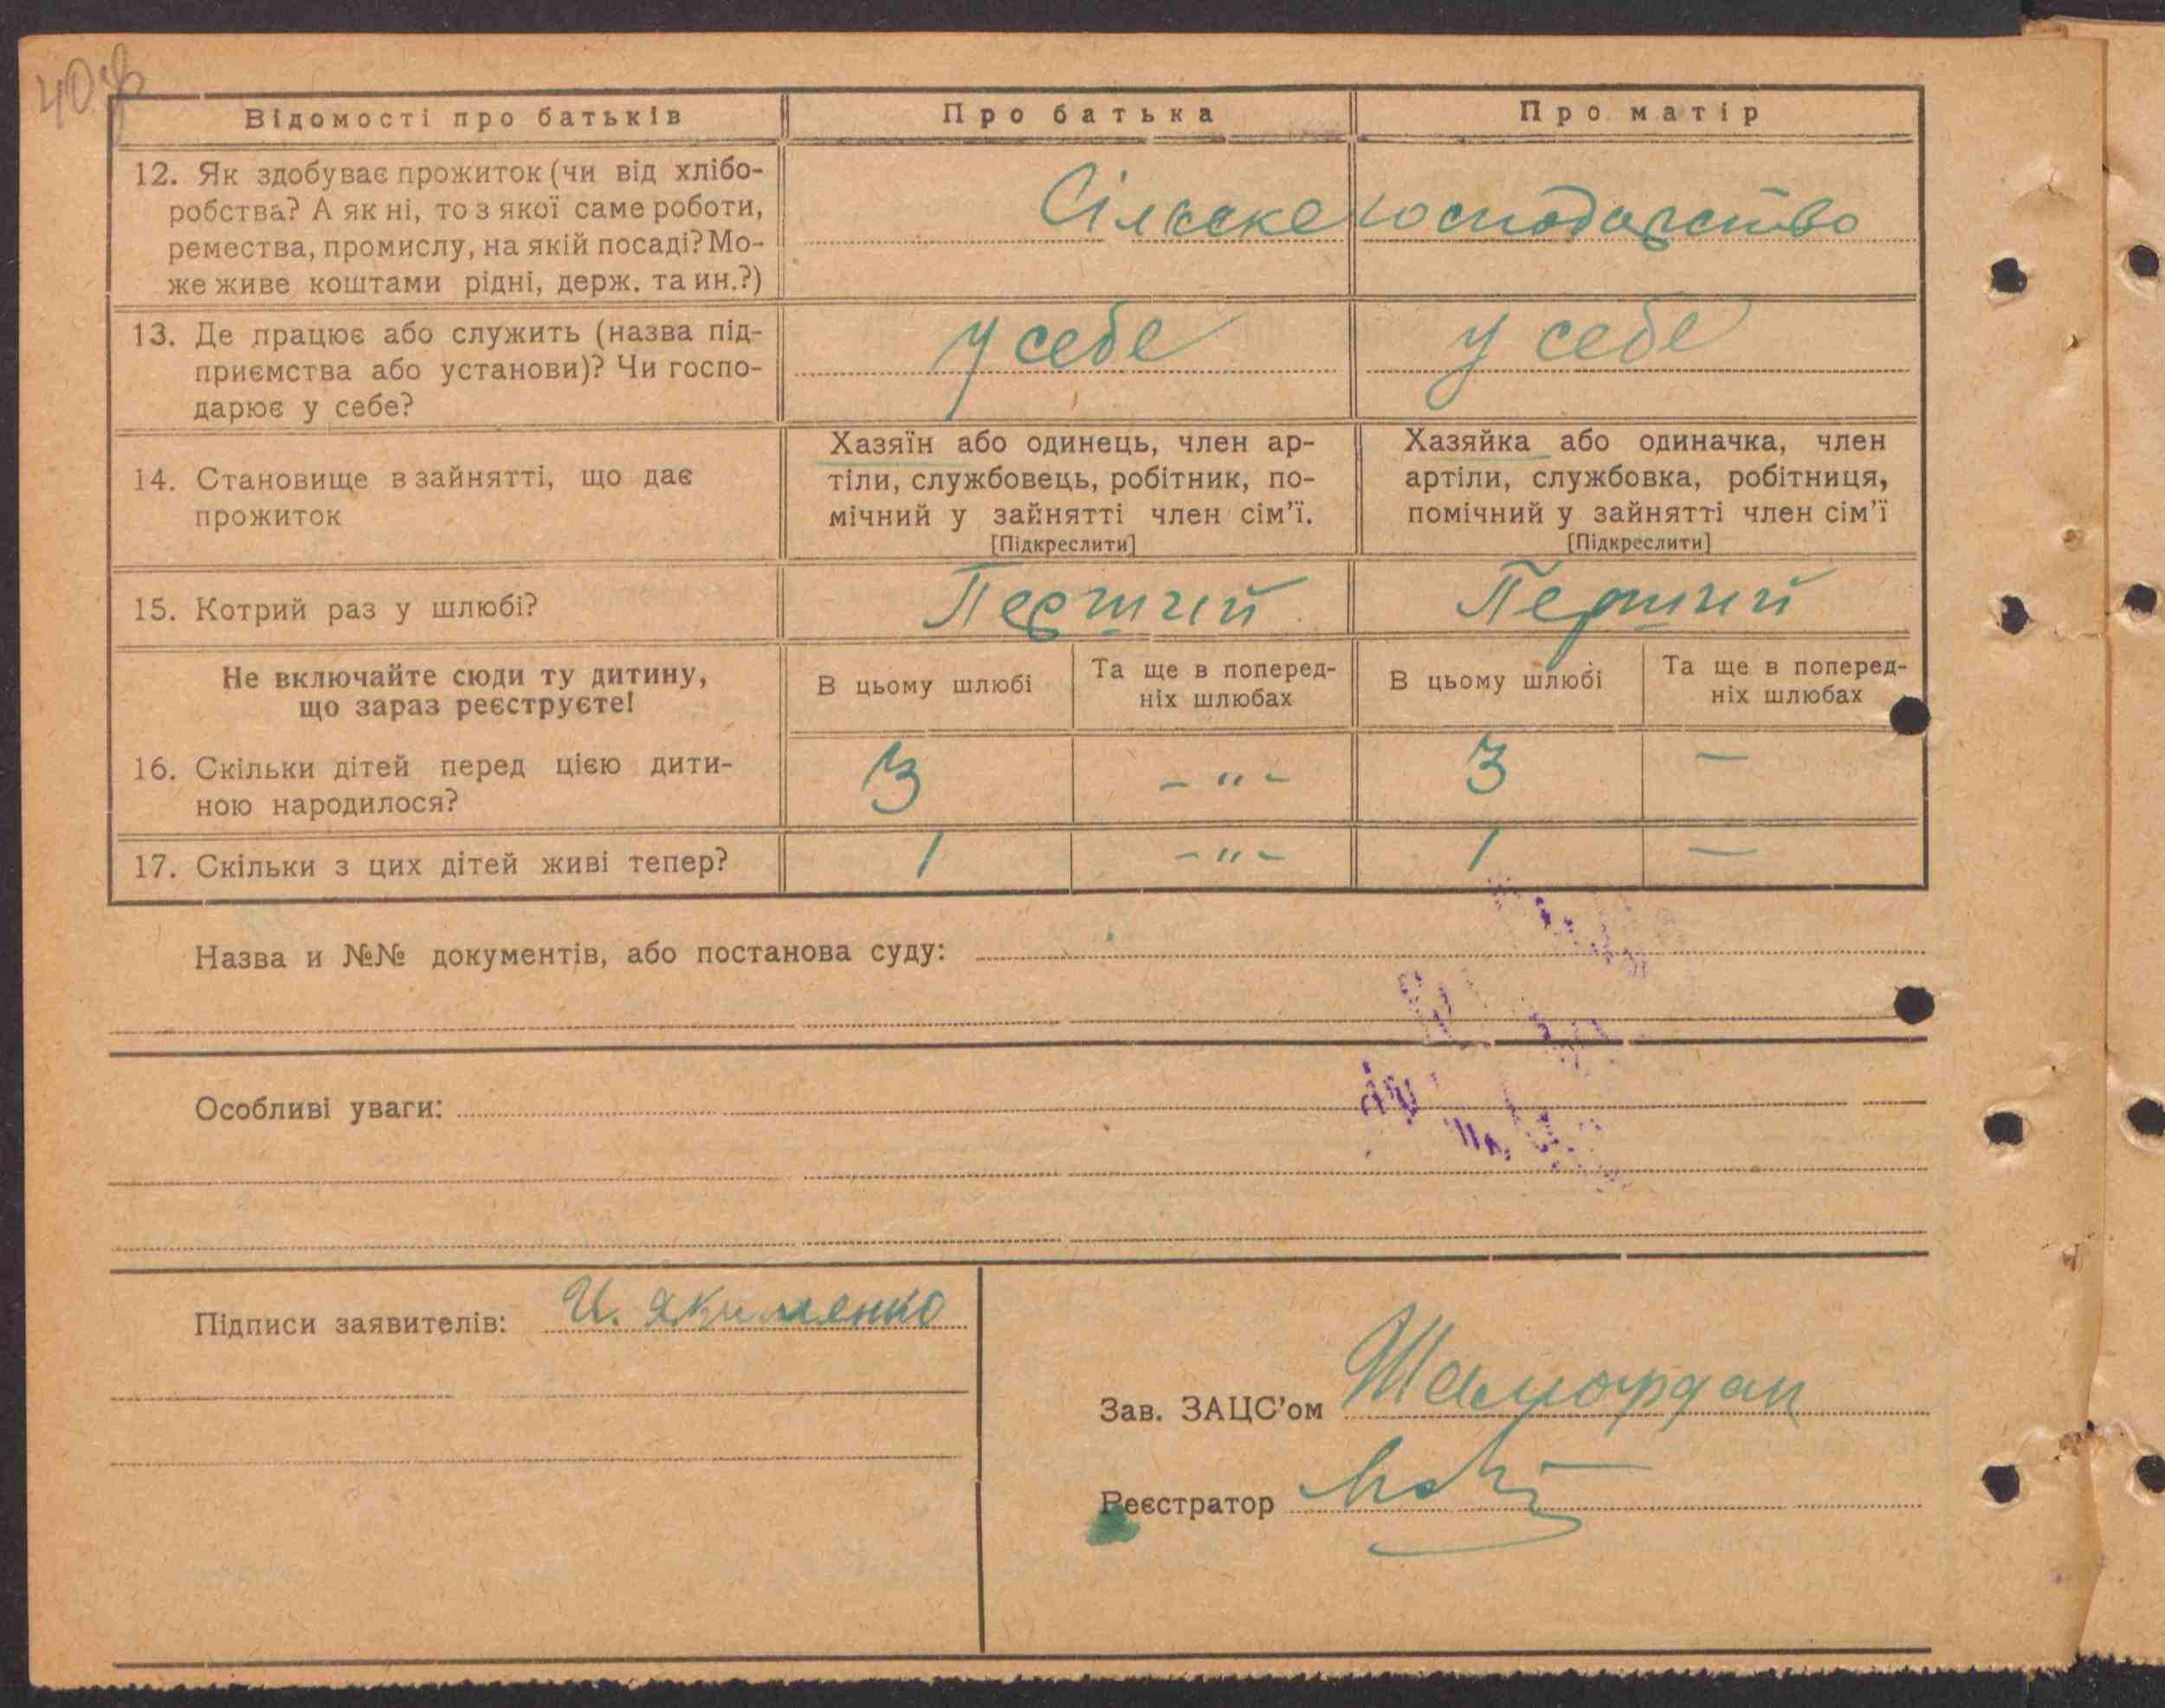 Відомості про батьків Про батька Про матір
12. Як здобуває прожиток (чи від хлібо-
робства? А як ні, то з якої саме роботи,
ремества, промислу, на якій посаді? Мо-
же живе коштами рідні, держ. та ин.?)
Сільске господарство
13. Де працює або служить (назва під-
приємства або установи)? Чи госпо-
дарює у себе?
у себе у себе
14. Становище в зайнятті, що дає
прожиток
Хазяїн або одинець, член ар-
тіли, службовець, робітник, по-
мічний у зайнятті член сім'ї.
[Підкреслити]
Хазяйка або одиначка, член
артіли, службовка, робітниця,
помічний у зайнятті член сім'ї
[Підкреслити]
15. Котрий раз у шлюбі? Перший Перший
Не включайте сюди ту дитину,
що зараз реєструєте!
В цьому шлюбі
Та ще в поперед-
ніх шлюбах
В цьому шлюбі
Та ще в поперед-
ніх шлюбах
16. Скільки дітей перед цією дити-
ною народилося?
3 - " - 3 —
17. Скільки з цих дітей живі тепер? 1 - " - 1 —
Назва и №№ документів, або постанова суду:
Особливі уваги:
Підписи заявителів: И. Якименко
Зав. ЗАЦС'ом
Реєстратор